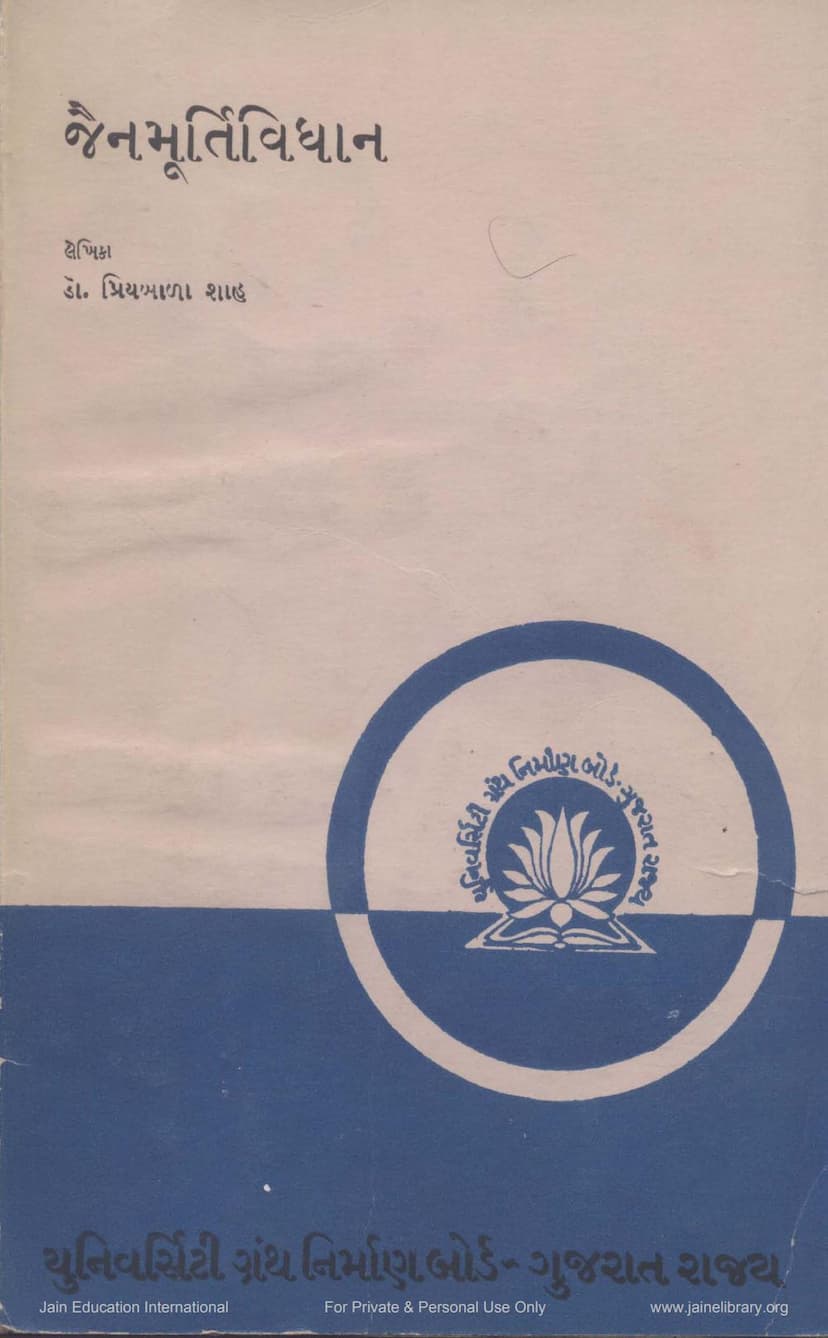 જૈનમૂર્તિવિધાન
લેખિકા
ડૉ. પ્રિયબાળા શાહ
યુનિવર્સિટી ગ્રંથ નિર્માણ બોર્ડ-ગુજરાત રાજ્ય
યુનિવર્સિટી ગ્રંથ નિર્માણ બોર્ડ-ગુજરાત રાજ્ય
Jain Education International For Private & Personal Use Only www.jainelibrary.org